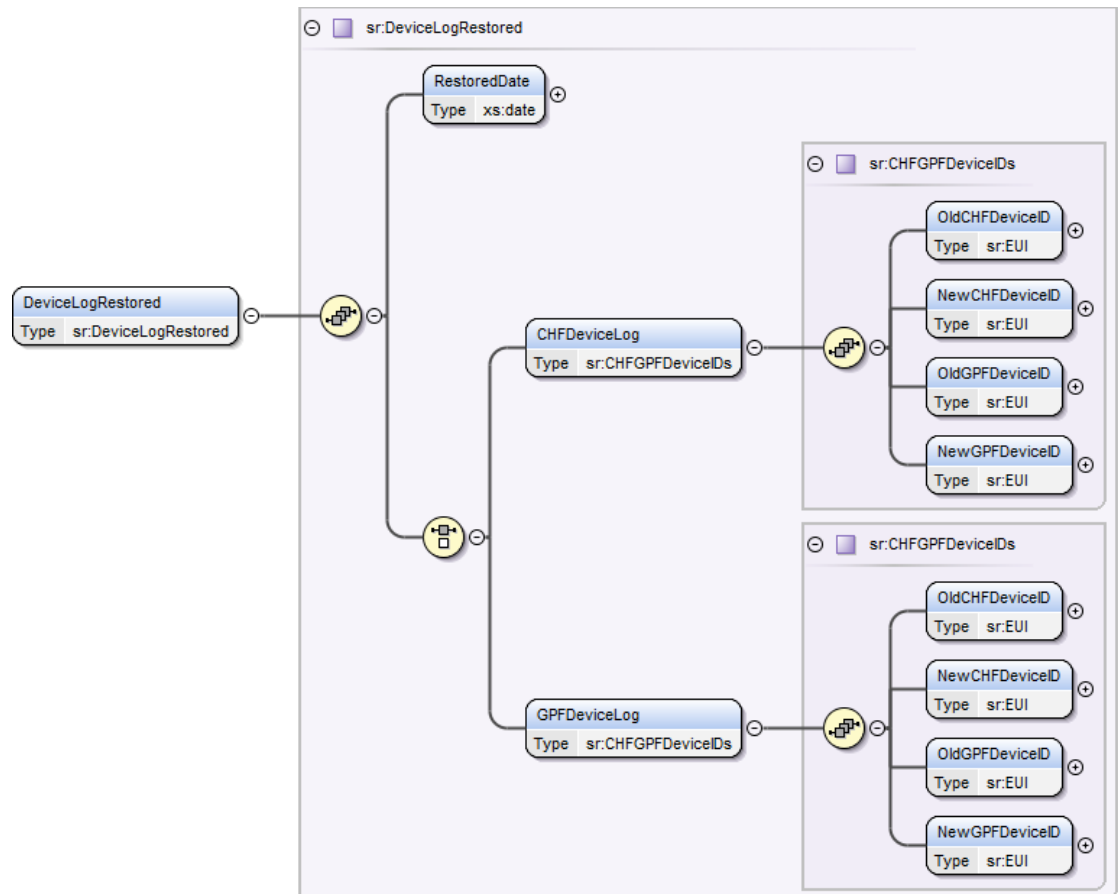 sr:DeviceLogRestored
RestoredDate
Type xs:date
sr:CHFGPFDeviceIDs
OldCHFDeviceID
Type sr:EUI
NewCHFDeviceID
Type sr:EUI
DeviceLogRestored
Type sr:DeviceLogRestored
CHFDeviceLog
Type sr:CHFGPFDeviceIDs
OldGPFDeviceID
Type sr:EUI
NewGPFDeviceID
Type sr:EUI
sr:CHFGPFDeviceIDs
OldCHFDeviceID
Type sr:EUI
NewCHFDeviceID
Type sr:EUI
GPFDeviceLog
Type sr:CHFGPFDeviceIDs
OldGPFDeviceID
Type sr:EUI
NewGPFDeviceID
Type sr:EUI